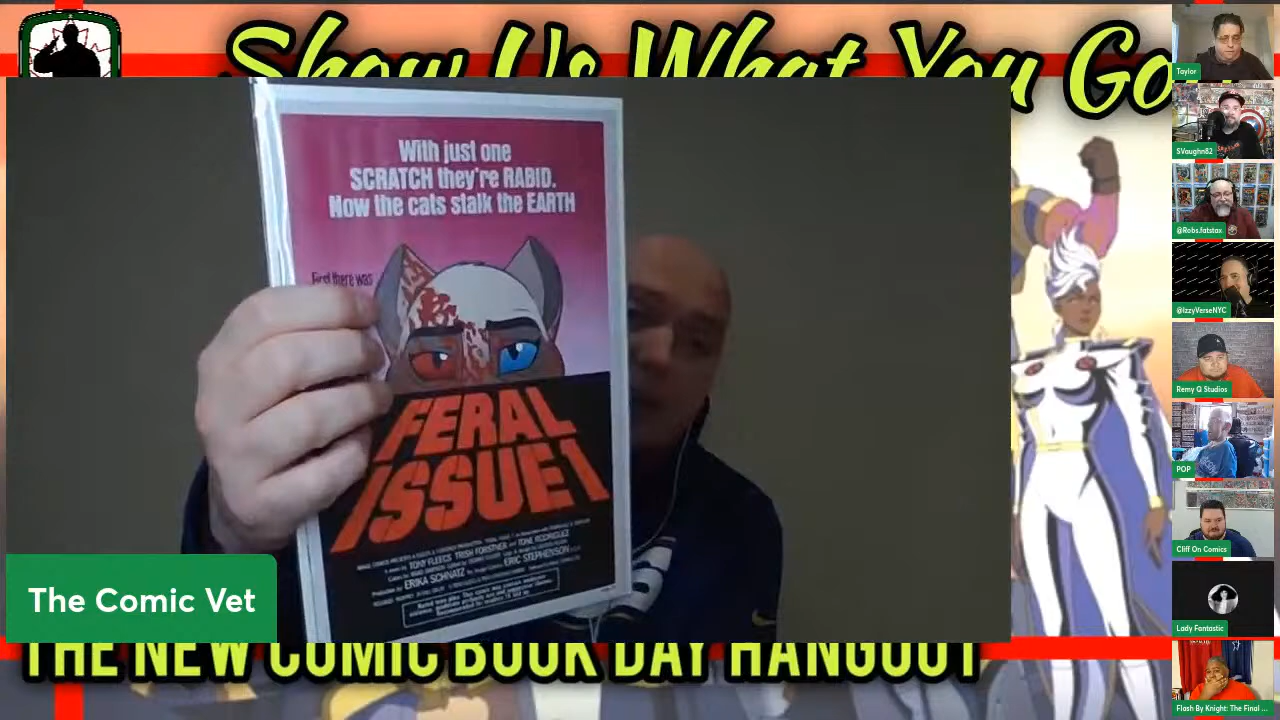 Show Us What You Go
With just one
SCRATCH they're RABID.
Now the cats stalk the EARTH
First there was
FERAL
ISSUE 1
TONY FLEECS TRISH FORSTNER and TONE RODRIGUEZ
ERIC STEPHENSON
ERIKA SCHNATZ
The Comic Vet
THE NEW COMIC BOOK DAY HANGOUT
Taylor
SVaughn82
@Robs.fatstax
@IzzyVerseNYC
Remy Q Studios
POP
Cliff On Comics
Lady Fantastic
Flash By Knight: The Final ...